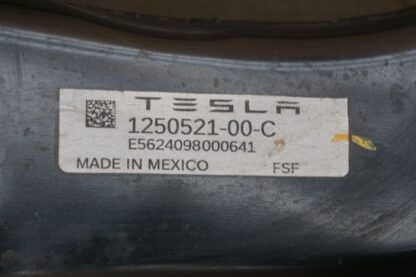 TESLA
1250521-00-C
E5624098000641
MADE IN MEXICO FSF